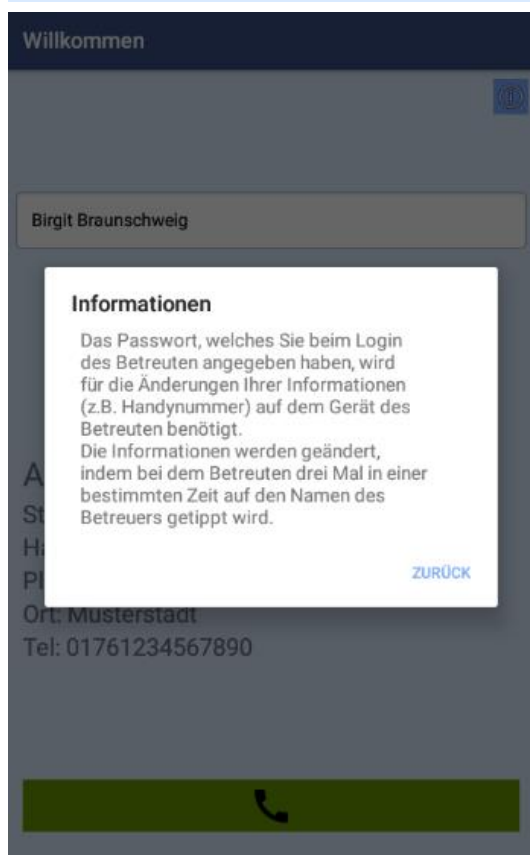 Willkommen
Birgit Braunschweig
Informationen
Das Passwort, welches Sie beim Login
des Betreuten angegeben haben, wird
für die Änderungen Ihrer Informationen
(z.B. Handynummer) auf dem Gerät des
Betreuten benötigt.
Die Informationen werden geändert,
indem bei dem Betreuten drei Mal in einer
bestimmten Zeit auf den Namen des
Betreuers getippt wird.
ZURÜCK
Ort: Musterstadt
Tel: 01761234567890